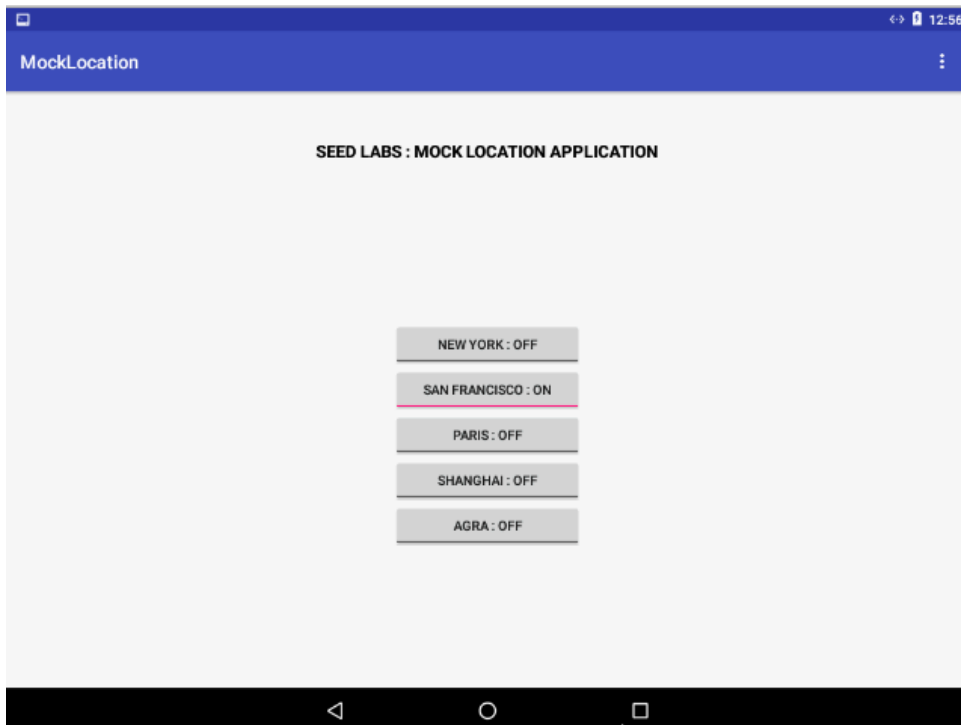 12:56
MockLocation
SEED LABS : MOCK LOCATION APPLICATION
NEW YORK : OFF
SAN FRANCISCO : ON
PARIS : OFF
SHANGHAI : OFF
AGRA : OFF